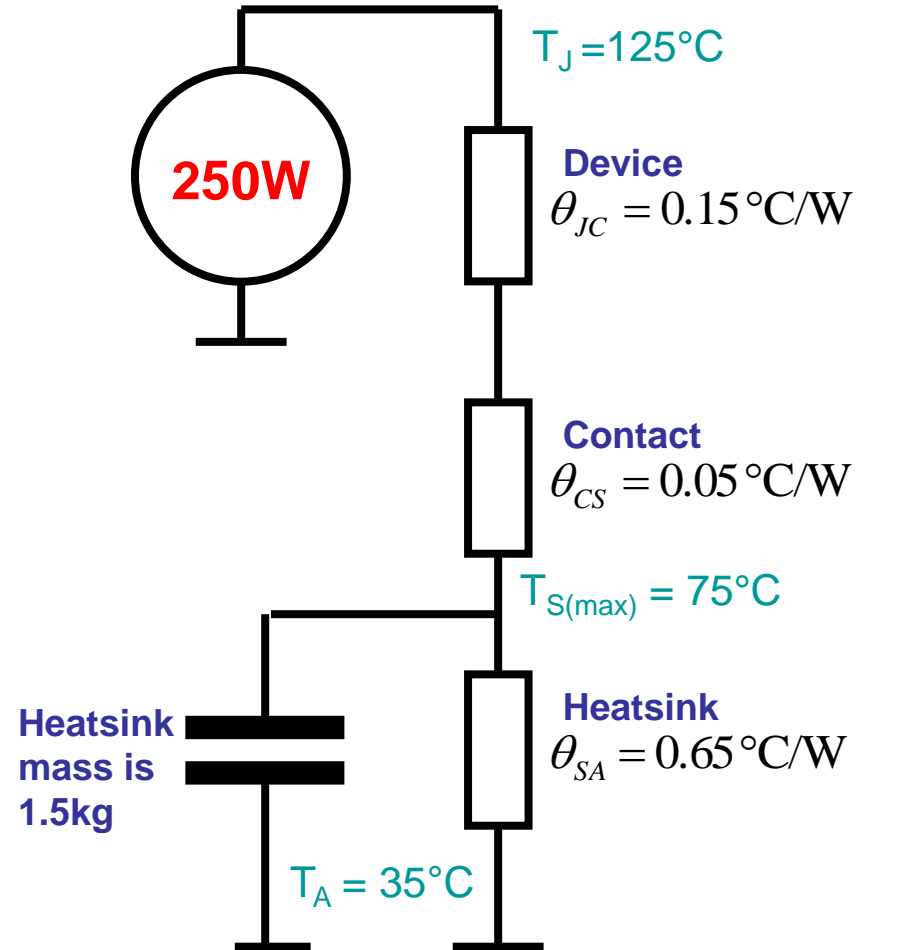 T_J =125°C
250W
Device
θ_JC = 0.15 °C/W
Contact
θ_CS = 0.05 °C/W
T_S(max) = 75°C
Heatsink
mass is
1.5kg
Heatsink
θ_SA = 0.65 °C/W
T_A = 35°C